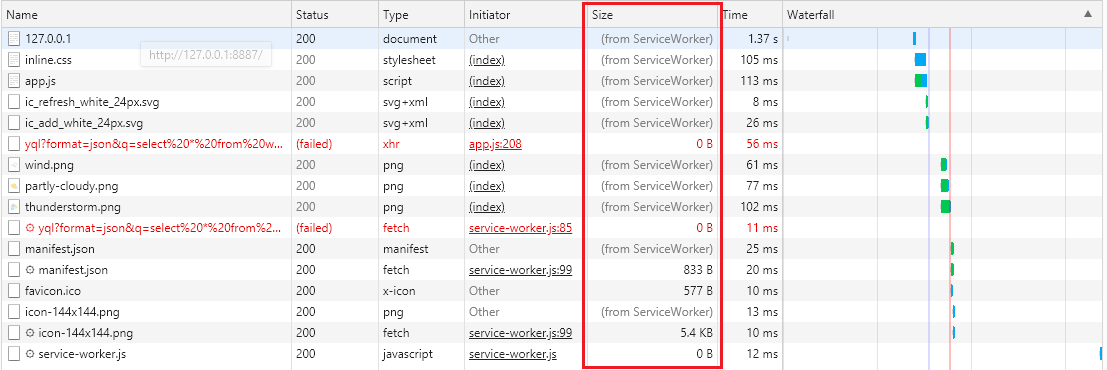 Name Status Type Initiator Size Time Waterfall
127.0.0.1 200 document Other (from ServiceWorker) 1.37 s
http://127.0.0.1:8887/
inline.css 200 stylesheet (index) (from ServiceWorker) 105 ms
app.js 200 script (index) (from ServiceWorker) 113 ms
ic_refresh_white_24px.svg 200 svg+xml (index) (from ServiceWorker) 8 ms
ic_add_white_24px.svg 200 svg+xml (index) (from ServiceWorker) 26 ms
yql?format=json&q=select%20*%20from%20w... (failed) xhr app.js:208 0 B 56 ms
wind.png 200 png (index) (from ServiceWorker) 61 ms
partly-cloudy.png 200 png (index) (from ServiceWorker) 77 ms
thunderstorm.png 200 png (index) (from ServiceWorker) 102 ms
yql?format=json&q=select%20*%20from%2... (failed) fetch service-worker.js:85 0 B 11 ms
manifest.json 200 manifest Other (from ServiceWorker) 25 ms
manifest.json 200 fetch service-worker.js:99 833 B 20 ms
favicon.ico 200 x-icon Other 577 B 10 ms
icon-144x144.png 200 png Other (from ServiceWorker) 13 ms
icon-144x144.png 200 fetch service-worker.js:99 5.4 KB 10 ms
service-worker.js 200 javascript service-worker.js 0 B 12 ms